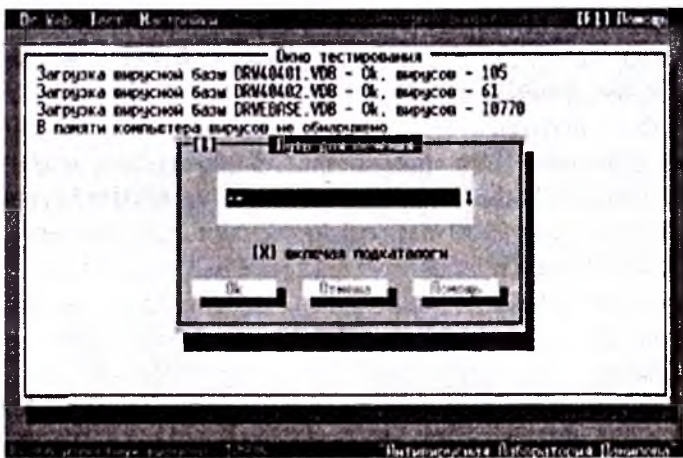 Dr.Web Тест Настройки [F1] Помощь
Окно тестирования
Загрузка вирусной базы DRW40401.VDB - Ok, вирусов - 105
Загрузка вирусной базы DRW40402.VDB - Ok, вирусов - 61
Загрузка вирусной базы DRWEBASE.VDB - Ok, вирусов - 10770
В памяти компьютера вирусов не обнаружено
[X] включая подкаталоги
Ok Отмена Помощь
"Антивирусная Лаборатория Данилова"